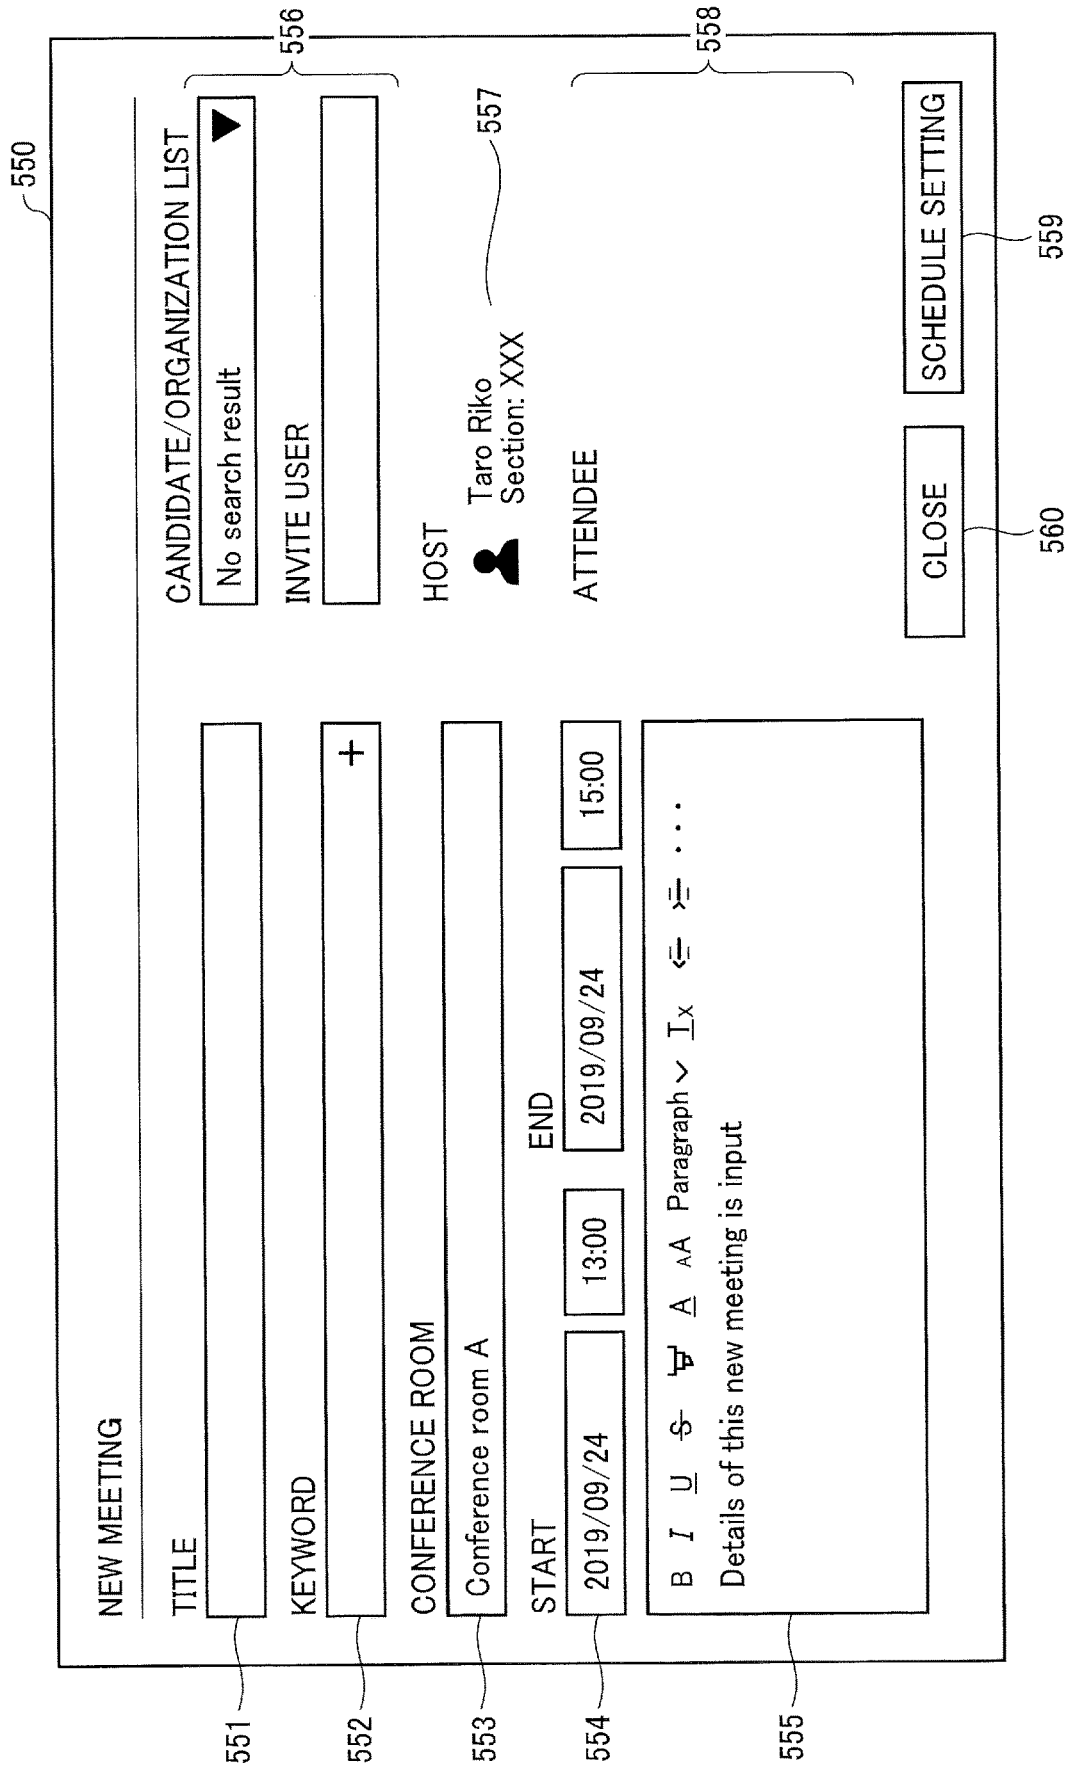 550
NEW MEETING
TITLE
551
KEYWORD
+
552
CONFERENCE ROOM
Conference room A
553
START
END
2019/09/24
13:00
2019/09/24
15:00
554
B I U S A AA Paragraph Tx ...
Details of this new meeting is input
555
CANDIDATE/ORGANIZATION LIST
No search result
INVITE USER
556
HOST
Taro Riko
Section: XXX
557
ATTENDEE
558
CLOSE
SCHEDULE SETTING
560
559